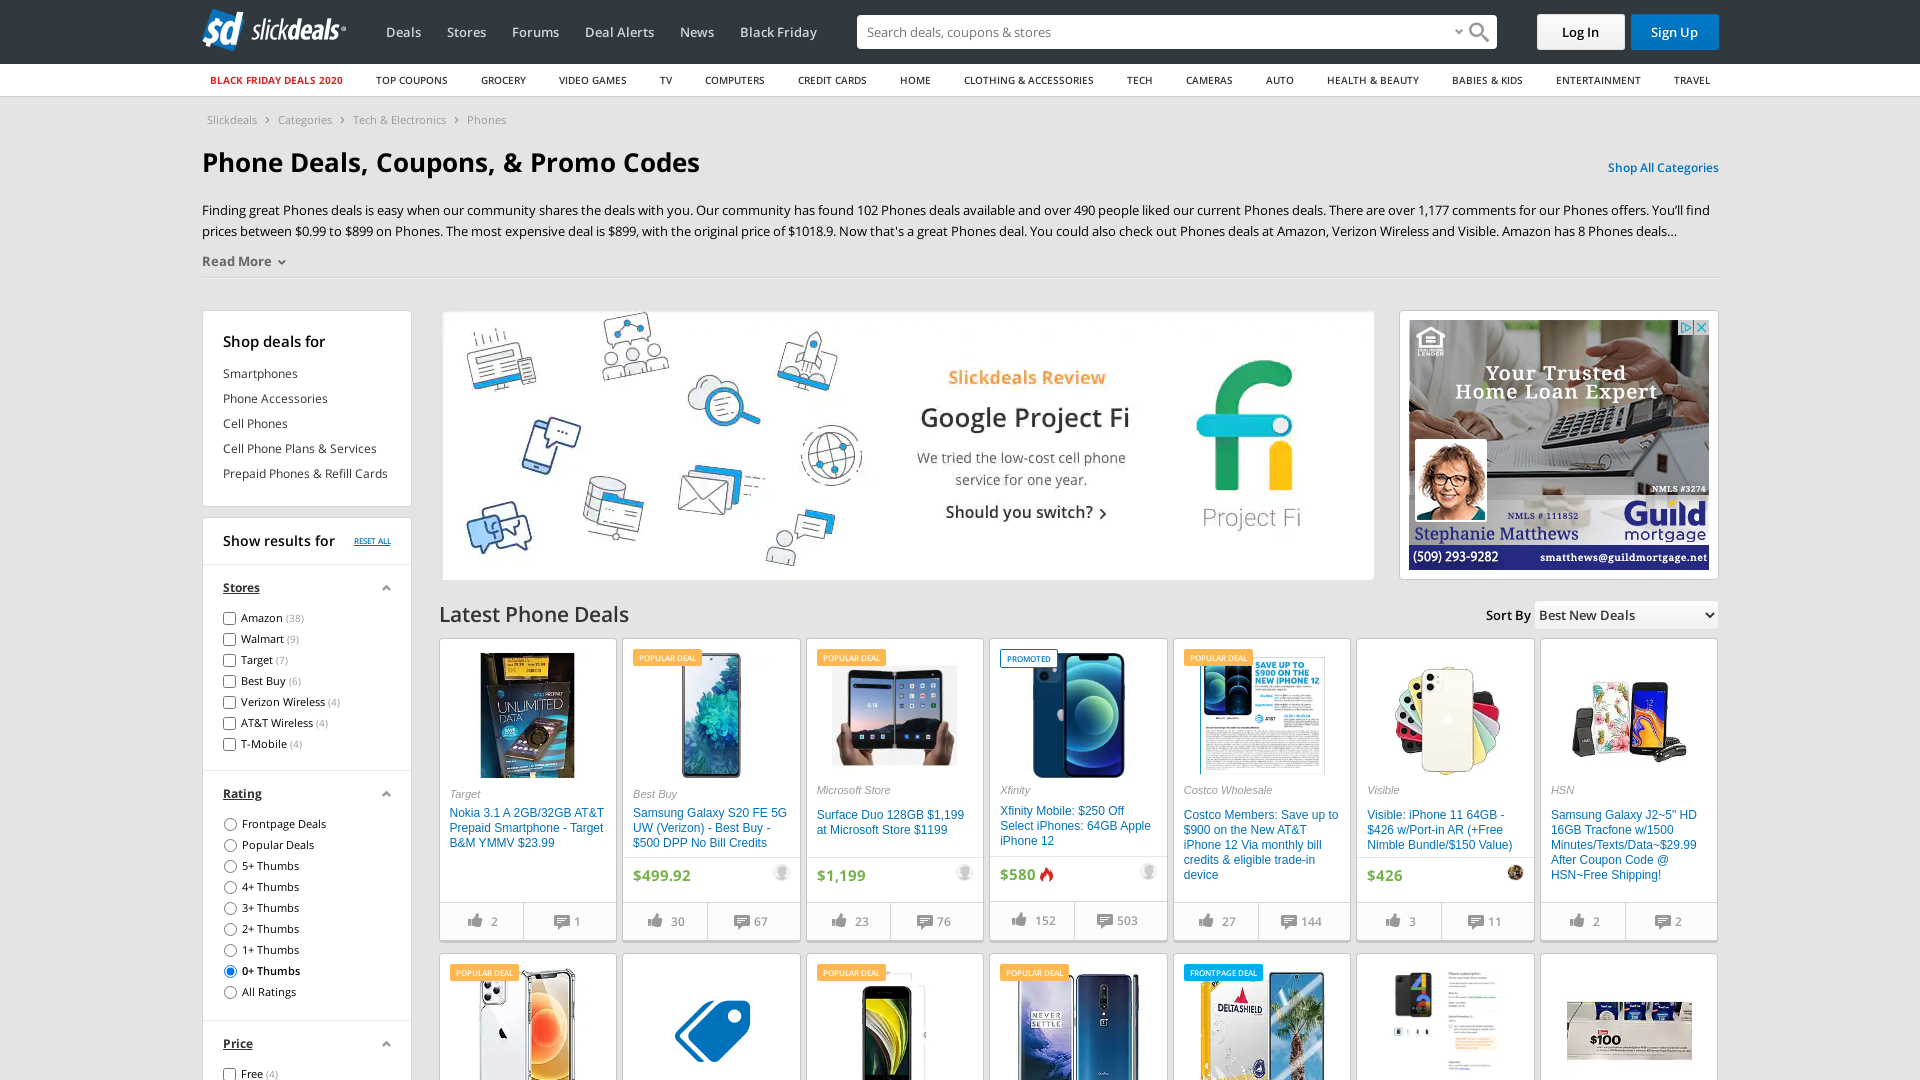 sd slickdeals
Deals
Stores
Forums
Deal Alerts
News
Black Friday
Search deals, coupons & stores
Log In
Sign Up
BLACK FRIDAY DEALS 2020
TOP COUPONS
GROCERY
VIDEO GAMES
TV
COMPUTERS
CREDIT CARDS
HOME
CLOTHING & ACCESSORIES
TECH
CAMERAS
AUTO
HEALTH & BEAUTY
BABIES & KIDS
ENTERTAINMENT
TRAVEL
Slickdeals > Categories > Tech & Electronics > Phones
Phone Deals, Coupons, & Promo Codes
Shop All Categories
Finding great Phones deals is easy when our community shares the deals with you. Our community has found 102 Phones deals available and over 490 people liked our current Phones deals. There are over 1,177 comments for our Phones offers. You'll find
prices between $0.99 to $899 on Phones. The most expensive deal is $899, with the original price of $1018.9. Now that's a great Phones deal. You could also check out Phones deals at Amazon, Verizon Wireless and Visible. Amazon has 8 Phones deals...
Read More
Shop deals for
Smartphones
Phone Accessories
Cell Phones
Cell Phone Plans & Services
Prepaid Phones & Refill Cards
Show results for
RESET ALL
Stores
Amazon (38)
Walmart (9)
Target (7)
Best Buy (6)
Verizon Wireless (4)
AT&T Wireless (4)
T-Mobile (4)
Rating
Frontpage Deals
Popular Deals
5+ Thumbs
4+ Thumbs
3+ Thumbs
2+ Thumbs
1+ Thumbs
0+ Thumbs
All Ratings
Price
Free (4)
Slickdeals Review
Google Project Fi
We tried the low-cost cell phone
service for one year.
Should you switch? >
Project Fi
Your Trusted
Home Loan Expert
NMLS #3274
NMLS # 111852
Guild
mortgage
Stephanie Matthews
(509) 293-9282
smatthews@guildmortgage.net
Latest Phone Deals
Sort By
Best New Deals
UNLIMITED
DATA
Target
Nokia 3.1 A 2GB/32GB AT&T
Prepaid Smartphone - Target
B&M YMMV $23.99
2
1
POPULAR DEAL
Best Buy
Samsung Galaxy S20 FE 5G
UW (Verizon) - Best Buy -
$500 DPP No Bill Credits
$499.92
30
67
POPULAR DEAL
Microsoft Store
Surface Duo 128GB $1,199
at Microsoft Store $1199
$1,199
23
76
PROMOTED
Xfinity
Xfinity Mobile: $250 Off
Select iPhones: 64GB Apple
iPhone 12
$580
152
503
POPULAR DEAL
SAVE UP TO
$900 ON THE
NEW iPHONE 12
AT&T
Costco Wholesale
Costco Members: Save up to
$900 on the New AT&T
iPhone 12 Via monthly bill
credits & eligible trade-in
device
27
144
Visible
Visible: iPhone 11 64GB -
$426 w/Port-in AR (+Free
Nimble Bundle/$150 Value)
$426
3
11
HSN
Samsung Galaxy J2~5" HD
16GB Tracfone w/1500
Minutes/Texts/Data~$29.99
After Coupon Code @
HSN~Free Shipping!
2
2
POPULAR DEAL
POPULAR DEAL
POPULAR DEAL
NEVER
SETTLE
FRONTPAGE DEAL
DELTASHIELD
$100